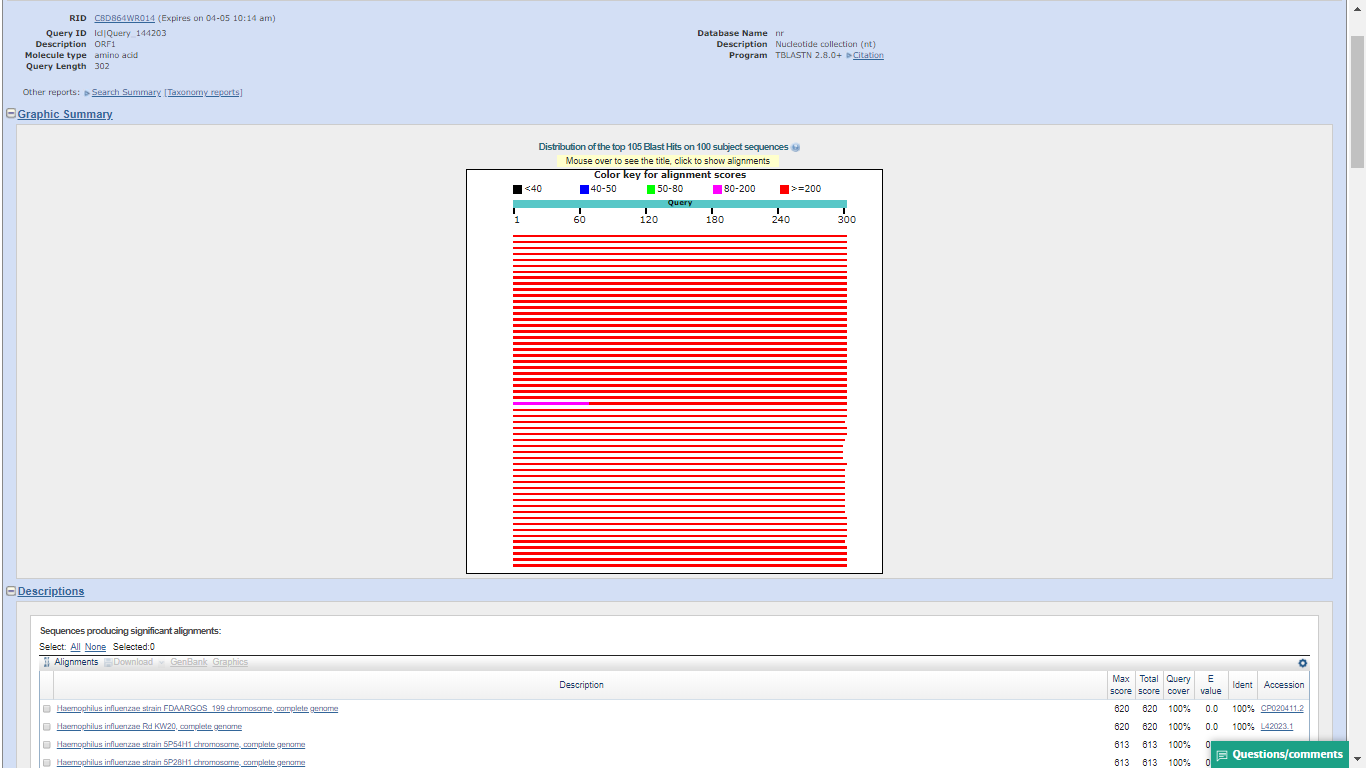 RID C8D864WR014 (Expires on 04-05 10:14 am)
Query ID lcl|Query_144203
Description ORF1
Molecule type amino acid
Query Length 302
Database Name nr
Description Nucleotide collection (nt)
Program TBLASTN 2.8.0+ Citation
Other reports: Search Summary [Taxonomy reports]
Graphic Summary
Distribution of the top 105 Blast Hits on 100 subject sequences
Mouse over to see the title, click to show alignments
Color key for alignment scores
<40 40-50 50-80 80-200 >=200
Query
1 60 120 180 240 300
Descriptions
Sequences producing significant alignments:
Select: All None Selected:0
Alignments Download GenBank Graphics
Description Max score Total score Query cover E value Ident Accession
Haemophilus influenzae strain FDAARGOS_199 chromosome, complete genome 620 620 100% 0.0 100% CP020411.2
Haemophilus influenzae Rd KW20, complete genome 620 620 100% 0.0 100% L42023.1
Haemophilus influenzae strain 5P54H1 chromosome, complete genome 613 613 100%
Haemophilus influenzae strain 5P28H1 chromosome, complete genome 613 613 100%
Questions/comments